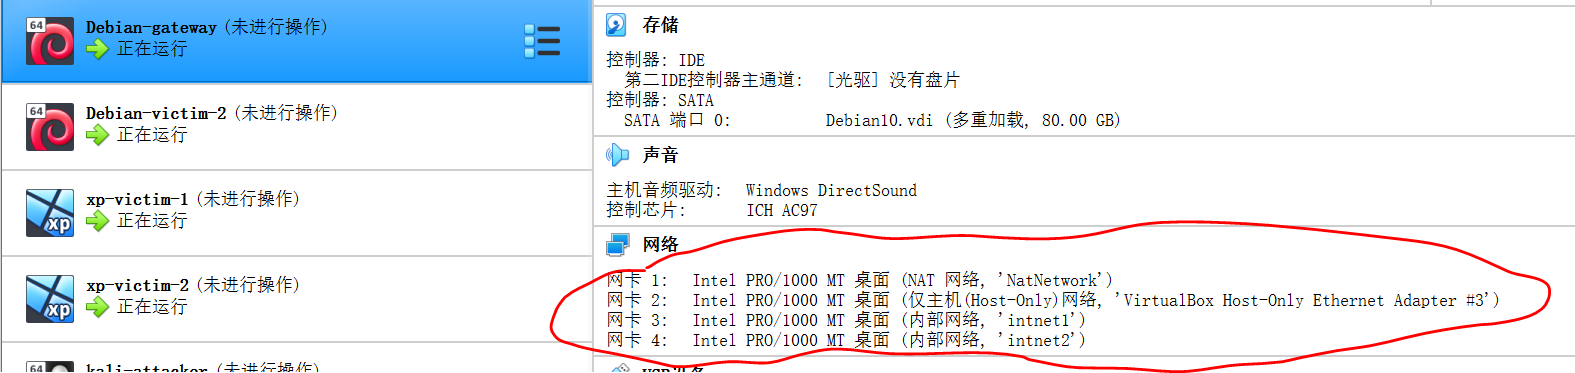 64
Debian-gateway (未进行操作)
正在运行
64
Debian-victim-2 (未进行操作)
正在运行
xp
xp-victim-1 (未进行操作)
正在运行
xp
xp-victim-2 (未进行操作)
正在运行
64
kali-attacker (未进行操作)
存储
控制器: IDE
第二IDE控制器主通道: [光驱] 没有盘片
控制器: SATA
SATA 端口 0: Debian10.vdi (多重加载, 80.00 GB)
声音
主机音频驱动: Windows DirectSound
控制芯片: ICH AC97
网络
网卡 1: Intel PRO/1000 MT 桌面 (NAT 网络, 'NatNetwork')
网卡 2: Intel PRO/1000 MT 桌面 (仅主机(Host-Only)网络, 'VirtualBox Host-Only Ethernet Adapter #3')
网卡 3: Intel PRO/1000 MT 桌面 (内部网络, 'intnet1')
网卡 4: Intel PRO/1000 MT 桌面 (内部网络, 'intnet2')
USB设备